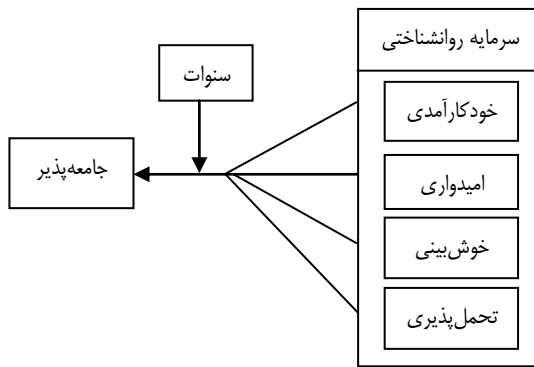 سرمایه روانشناختی
سنوات
خودکارآمدی
جامعه‌پذیر
امیدواری
خوش‌بینی
تحمل‌پذیری